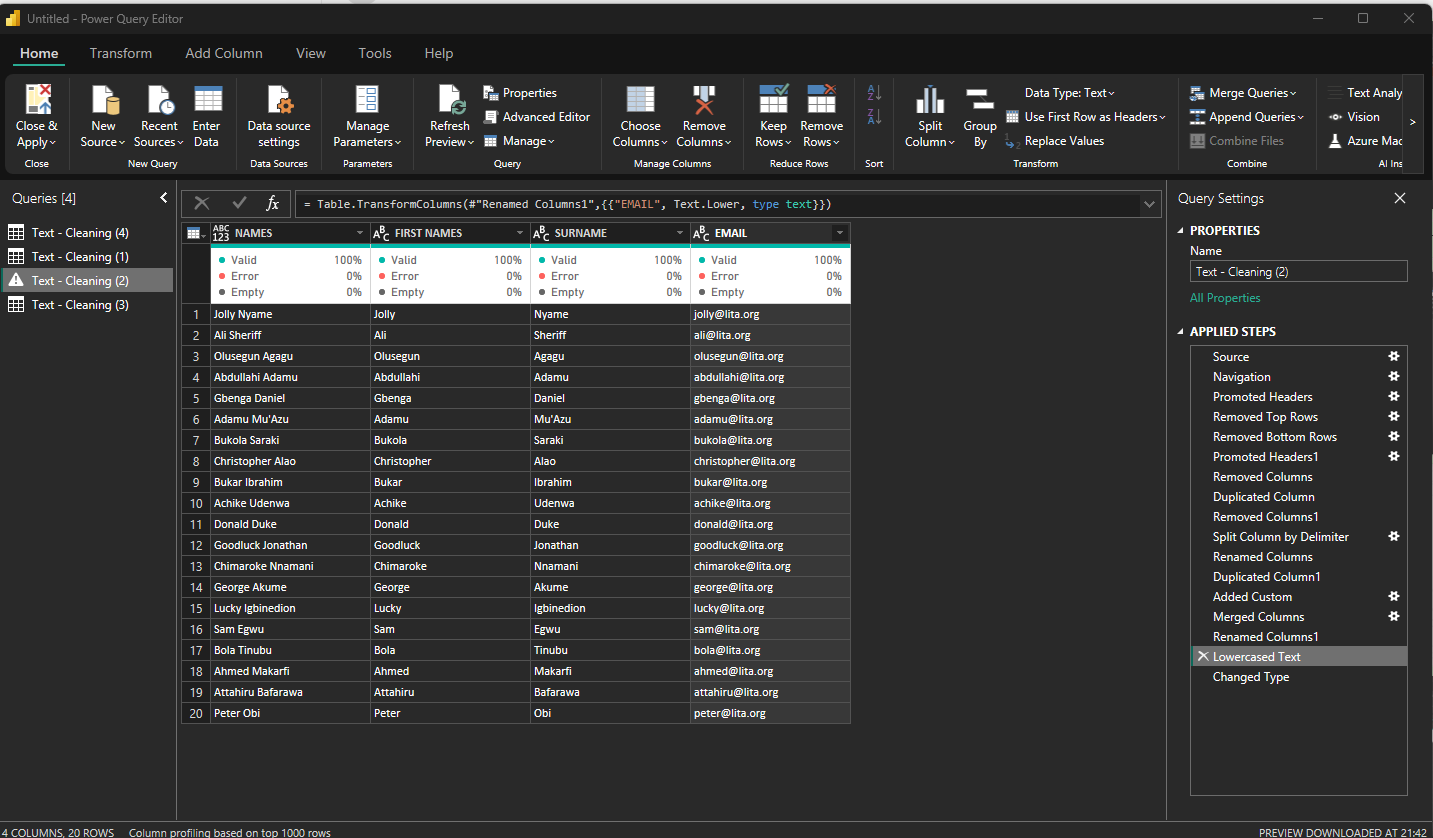 Untitled - Power Query Editor
Home Transform Add Column View Tools Help
Close & Apply
Close
New Source
Recent Sources
Enter Data
New Query
Data source settings
Data Sources
Manage Parameters
Parameters
Refresh Preview
Properties
Advanced Editor
Manage
Query
Choose Columns
Remove Columns
Manage Columns
Keep Rows
Remove Rows
Reduce Rows
Sort
Split Column
Group By
Data Type: Text
Use First Row as Headers
Replace Values
Transform
Merge Queries
Append Queries
Combine Files
Combine
Text Analy
Vision
Azure Mac
AI Ins
Queries [4]
Text - Cleaning (4)
Text - Cleaning (1)
Text - Cleaning (2)
Text - Cleaning (3)
fx = Table.TransformColumns(#"Renamed Columns1",{{"EMAIL", Text.Lower, type text}})
ABC 123 NAMES ABC FIRST NAMES ABC SURNAME ABC EMAIL
Valid 100% Valid 100% Valid 100% Valid 100%
Error 0% Error 0% Error 0% Error 0%
Empty 0% Empty 0% Empty 0% Empty 0%
1 Jolly Nyame Jolly Nyame jolly@lita.org
2 Ali Sheriff Ali Sheriff ali@lita.org
3 Olusegun Agagu Olusegun Agagu olusegun@lita.org
4 Abdullahi Adamu Abdullahi Adamu abdullahi@lita.org
5 Gbenga Daniel Gbenga Daniel gbenga@lita.org
6 Adamu Mu'Azu Adamu Mu'Azu adamu@lita.org
7 Bukola Saraki Bukola Saraki bukola@lita.org
8 Christopher Alao Christopher Alao christopher@lita.org
9 Bukar Ibrahim Bukar Ibrahim bukar@lita.org
10 Achike Udenwa Achike Udenwa achike@lita.org
11 Donald Duke Donald Duke donald@lita.org
12 Goodluck Jonathan Goodluck Jonathan goodluck@lita.org
13 Chimaroke Nnamani Chimaroke Nnamani chimaroke@lita.org
14 George Akume George Akume george@lita.org
15 Lucky Igbinedion Lucky Igbinedion lucky@lita.org
16 Sam Egwu Sam Egwu sam@lita.org
17 Bola Tinubu Bola Tinubu bola@lita.org
18 Ahmed Makarfi Ahmed Makarfi ahmed@lita.org
19 Attahiru Bafarawa Attahiru Bafarawa attahiru@lita.org
20 Peter Obi Peter Obi peter@lita.org
Query Settings
PROPERTIES
Name
Text - Cleaning (2)
All Properties
APPLIED STEPS
Source
Navigation
Promoted Headers
Removed Top Rows
Removed Bottom Rows
Promoted Headers1
Removed Columns
Duplicated Column
Removed Columns1
Split Column by Delimiter
Renamed Columns
Duplicated Column1
Added Custom
Merged Columns
Renamed Columns1
Lowercased Text
Changed Type
4 COLUMNS, 20 ROWS Column profiling based on top 1000 rows
PREVIEW DOWNLOADED AT 21:42